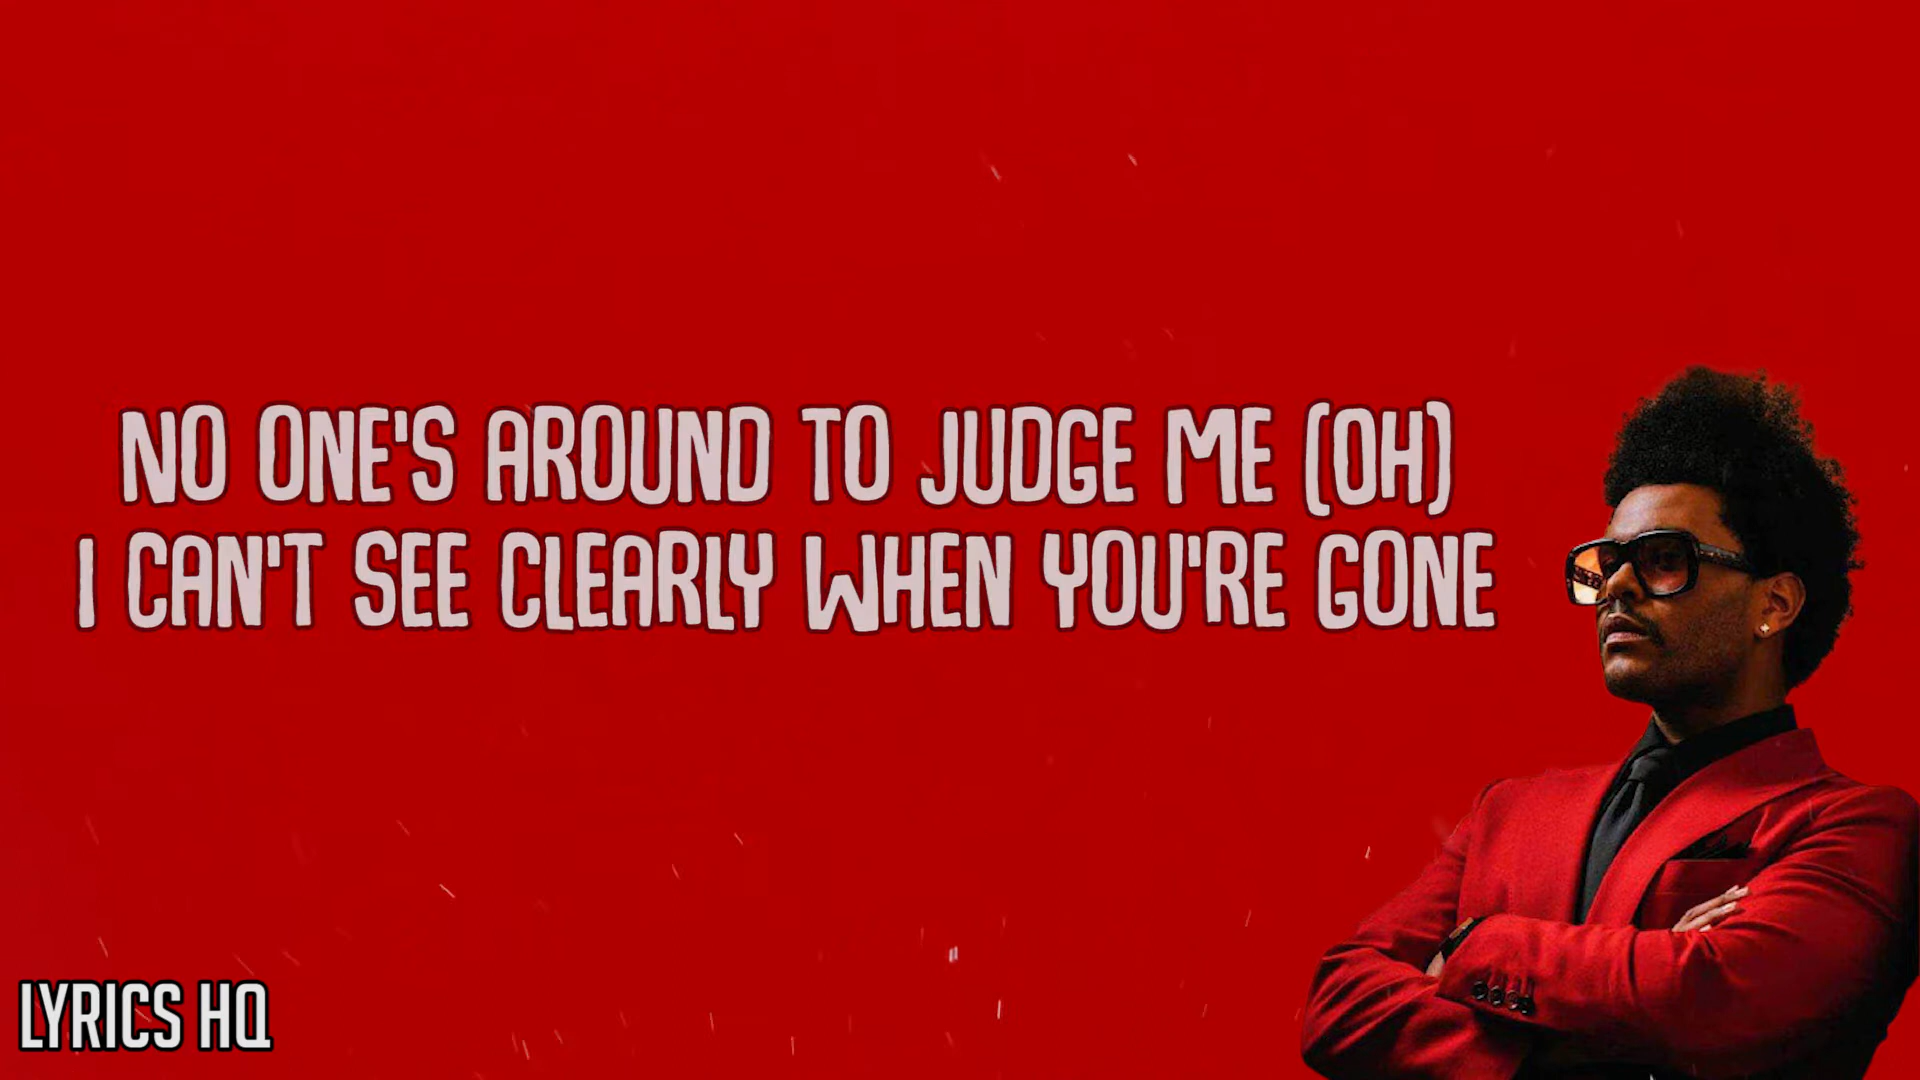 NO ONE'S AROUND TO JUDGE ME (OH)
I CAN'T SEE CLEARLY WHEN YOU'RE GONE
LYRICS HQ